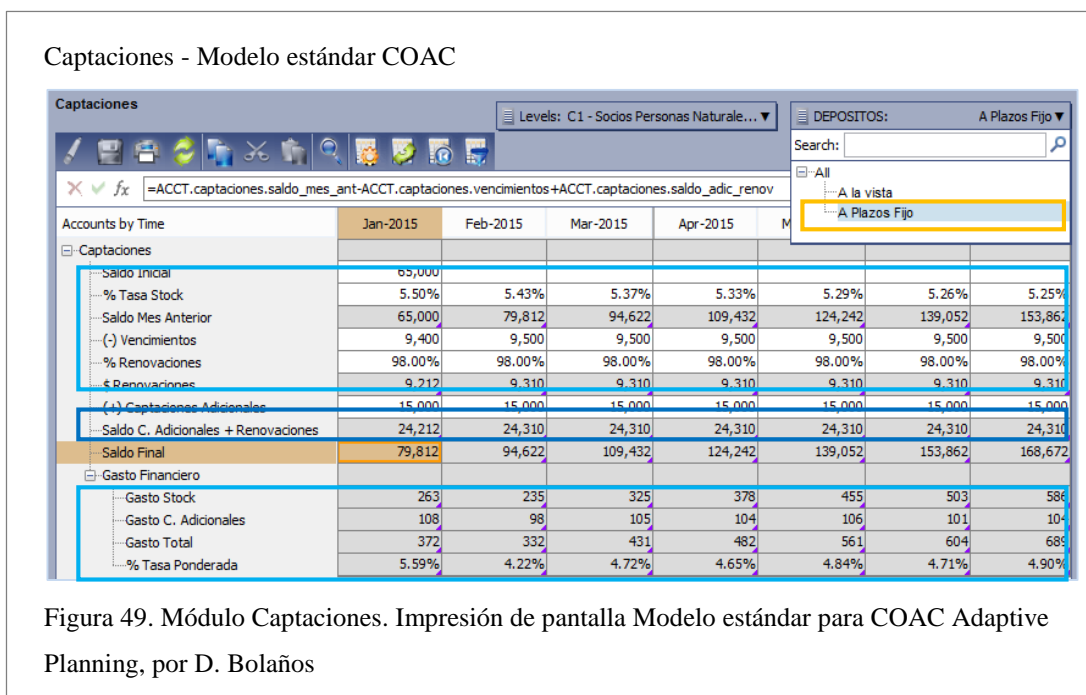 Captaciones - Modelo estándar COAC
Captaciones
Levels: C1 - Socios Personas Naturale... ▼
DEPOSITOS: A Plazos Fijo ▼
Search:
All
A la vista
A Plazos Fijo
fx =ACCT.captaciones.saldo_mes_ant-ACCT.captaciones.vencimientos+ACCT.captaciones.saldo_adic_renov
Accounts by Time Jan-2015 Feb-2015 Mar-2015 Apr-2015 M
Captaciones
Saldo Inicial 65,000
% Tasa Stock 5.50% 5.43% 5.37% 5.33% 5.29% 5.26% 5.25%
Saldo Mes Anterior 65,000 79,812 94,622 109,432 124,242 139,052 153,862
(-) Vencimientos 9,400 9,500 9,500 9,500 9,500 9,500 9,500
% Renovaciones 98.00% 98.00% 98.00% 98.00% 98.00% 98.00% 98.00%
$ Renovaciones 9,212 9,310 9,310 9,310 9,310 9,310 9,310
(+) Captaciones Adicionales 15,000 15,000 15,000 15,000 15,000 15,000 15,000
Saldo C. Adicionales + Renovaciones 24,212 24,310 24,310 24,310 24,310 24,310 24,310
Saldo Final 79,812 94,622 109,432 124,242 139,052 153,862 168,672
Gasto Financiero
Gasto Stock 263 235 325 378 455 503 586
Gasto C. Adicionales 108 98 105 104 106 101 104
Gasto Total 372 332 431 482 561 604 689
% Tasa Ponderada 5.59% 4.22% 4.72% 4.65% 4.84% 4.71% 4.90%
Figura 49. Módulo Captaciones. Impresión de pantalla Modelo estándar para COAC Adaptive
Planning, por D. Bolaños